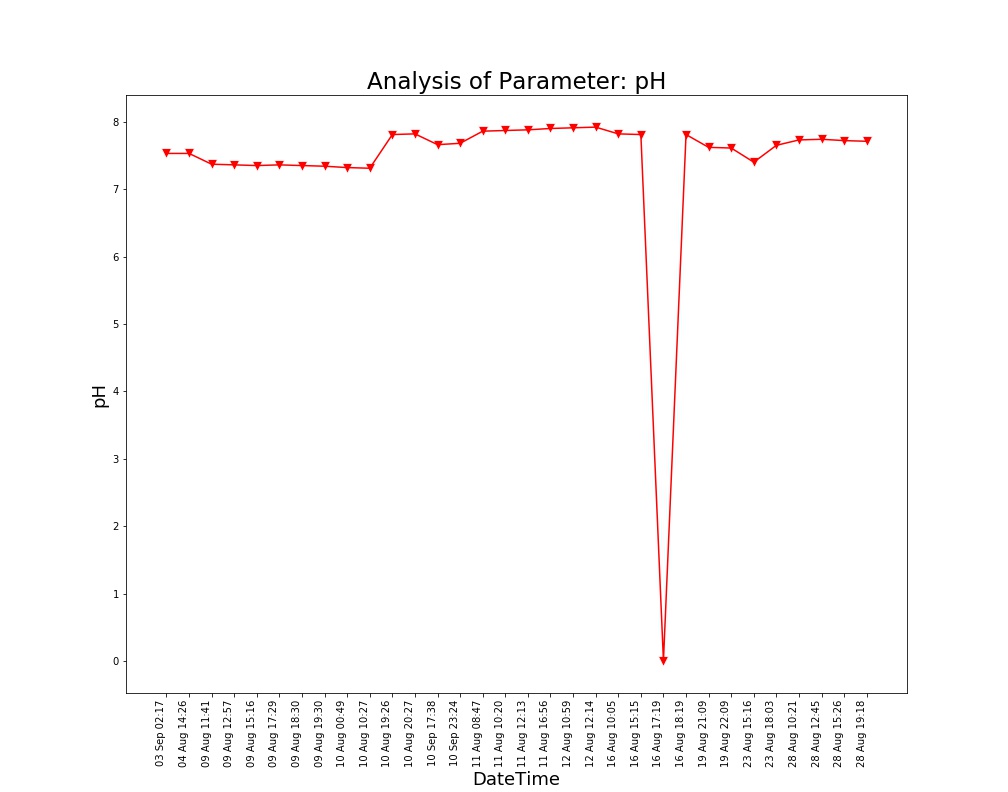 Analysis of Parameter: pH
8
7
6
5
4
3
2
1
0
pH
03 Sep 02:17
04 Aug 14:26
09 Aug 11:41
09 Aug 12:57
09 Aug 15:16
09 Aug 17:29
09 Aug 18:30
09 Aug 19:30
10 Aug 00:49
10 Aug 10:27
10 Aug 19:26
10 Aug 20:27
10 Sep 17:38
10 Sep 23:24
11 Aug 08:47
11 Aug 10:20
11 Aug 12:13
11 Aug 16:56
12 Aug 10:59
12 Aug 12:14
16 Aug 10:05
16 Aug 15:15
16 Aug 17:19
16 Aug 18:19
19 Aug 21:09
19 Aug 22:09
23 Aug 15:16
23 Aug 18:03
28 Aug 10:21
28 Aug 12:45
28 Aug 15:26
28 Aug 19:18
DateTime